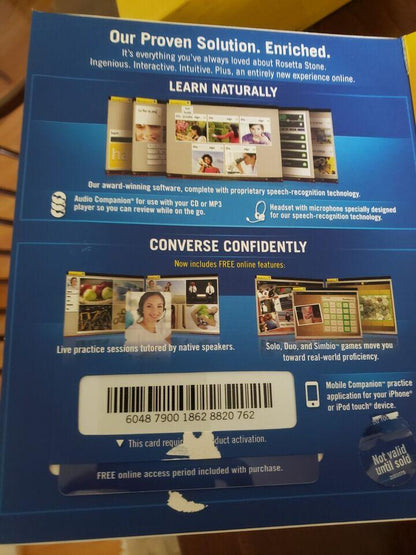 Our Proven Solution. Enriched.
It's everything you've always loved about Rosetta Stone.
Ingenious. Interactive. Intuitive. Plus, an entirely new experience online.
LEARN NATURALLY
Our award-winning software, complete with proprietary speech-recognition technology.
Audio Companion® for use with your CD or MP3
player so you can review while on the go.
Headset with microphone specially designed
for our speech-recognition technology.
CONVERSE CONFIDENTLY
Now includes FREE online features:
Live practice sessions tutored by native speakers.
Solo, Duo, and Simbio™ games move you
toward real-world proficiency.
6048 7900 1862 8820 762
▼ This card product activation.
Mobile Companion™ practice
application for your iPhone®
or iPod touch® device.
Not valid
until sold
FREE online access period included with purchase.